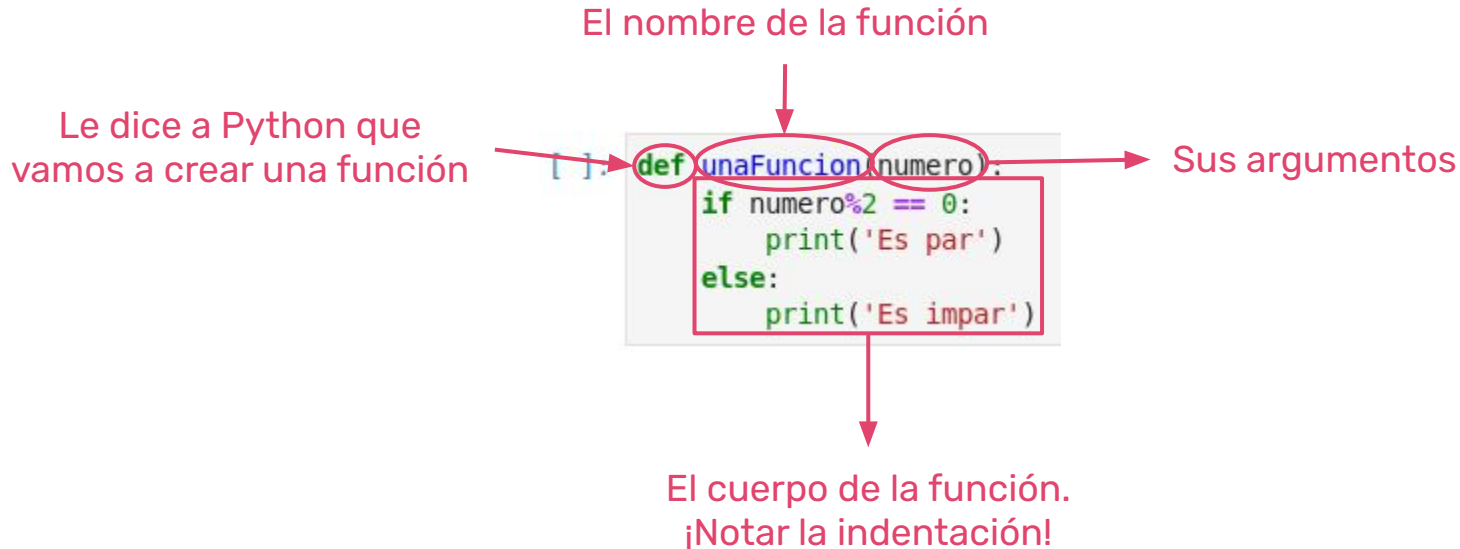 El nombre de la función
Le dice a Python que
vamos a crear una función
[ ]: def unaFuncion(numero):
Sus argumentos
if numero%2 == 0:
print('Es par')
else:
print('Es impar')
El cuerpo de la función.
¡Notar la indentación!